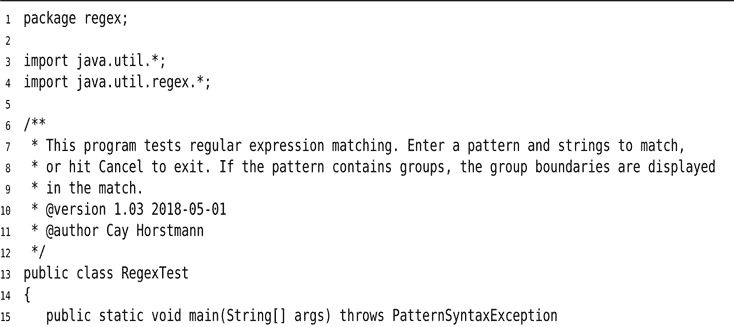 1 package regex;
2
3 import java.util.*;
4 import java.util.regex.*;
5
6 /**
7  * This program tests regular expression matching. Enter a pattern and strings to match,
8  * or hit Cancel to exit. If the pattern contains groups, the group boundaries are displayed
9  * in the match.
10  * @version 1.03 2018-05-01
11  * @author Cay Horstmann
12  */
13 public class RegexTest
14 {
15    public static void main(String[] args) throws PatternSyntaxException